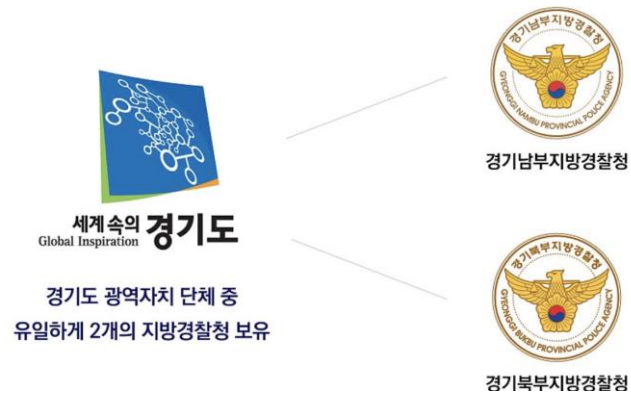 세계 속의 경기도
Global Inspiration
경기도 광역자치 단체 중
유일하게 2개의 지방경찰청 보유
경기남부지방경찰청
GYEONGGI NAMBU PROVINCIAL POLICE AGENCY
경기남부지방경찰청
경기북부지방경찰청
GYEONGGI BUKBU PROVINCIAL POLICE AGENCY
경기북부지방경찰청